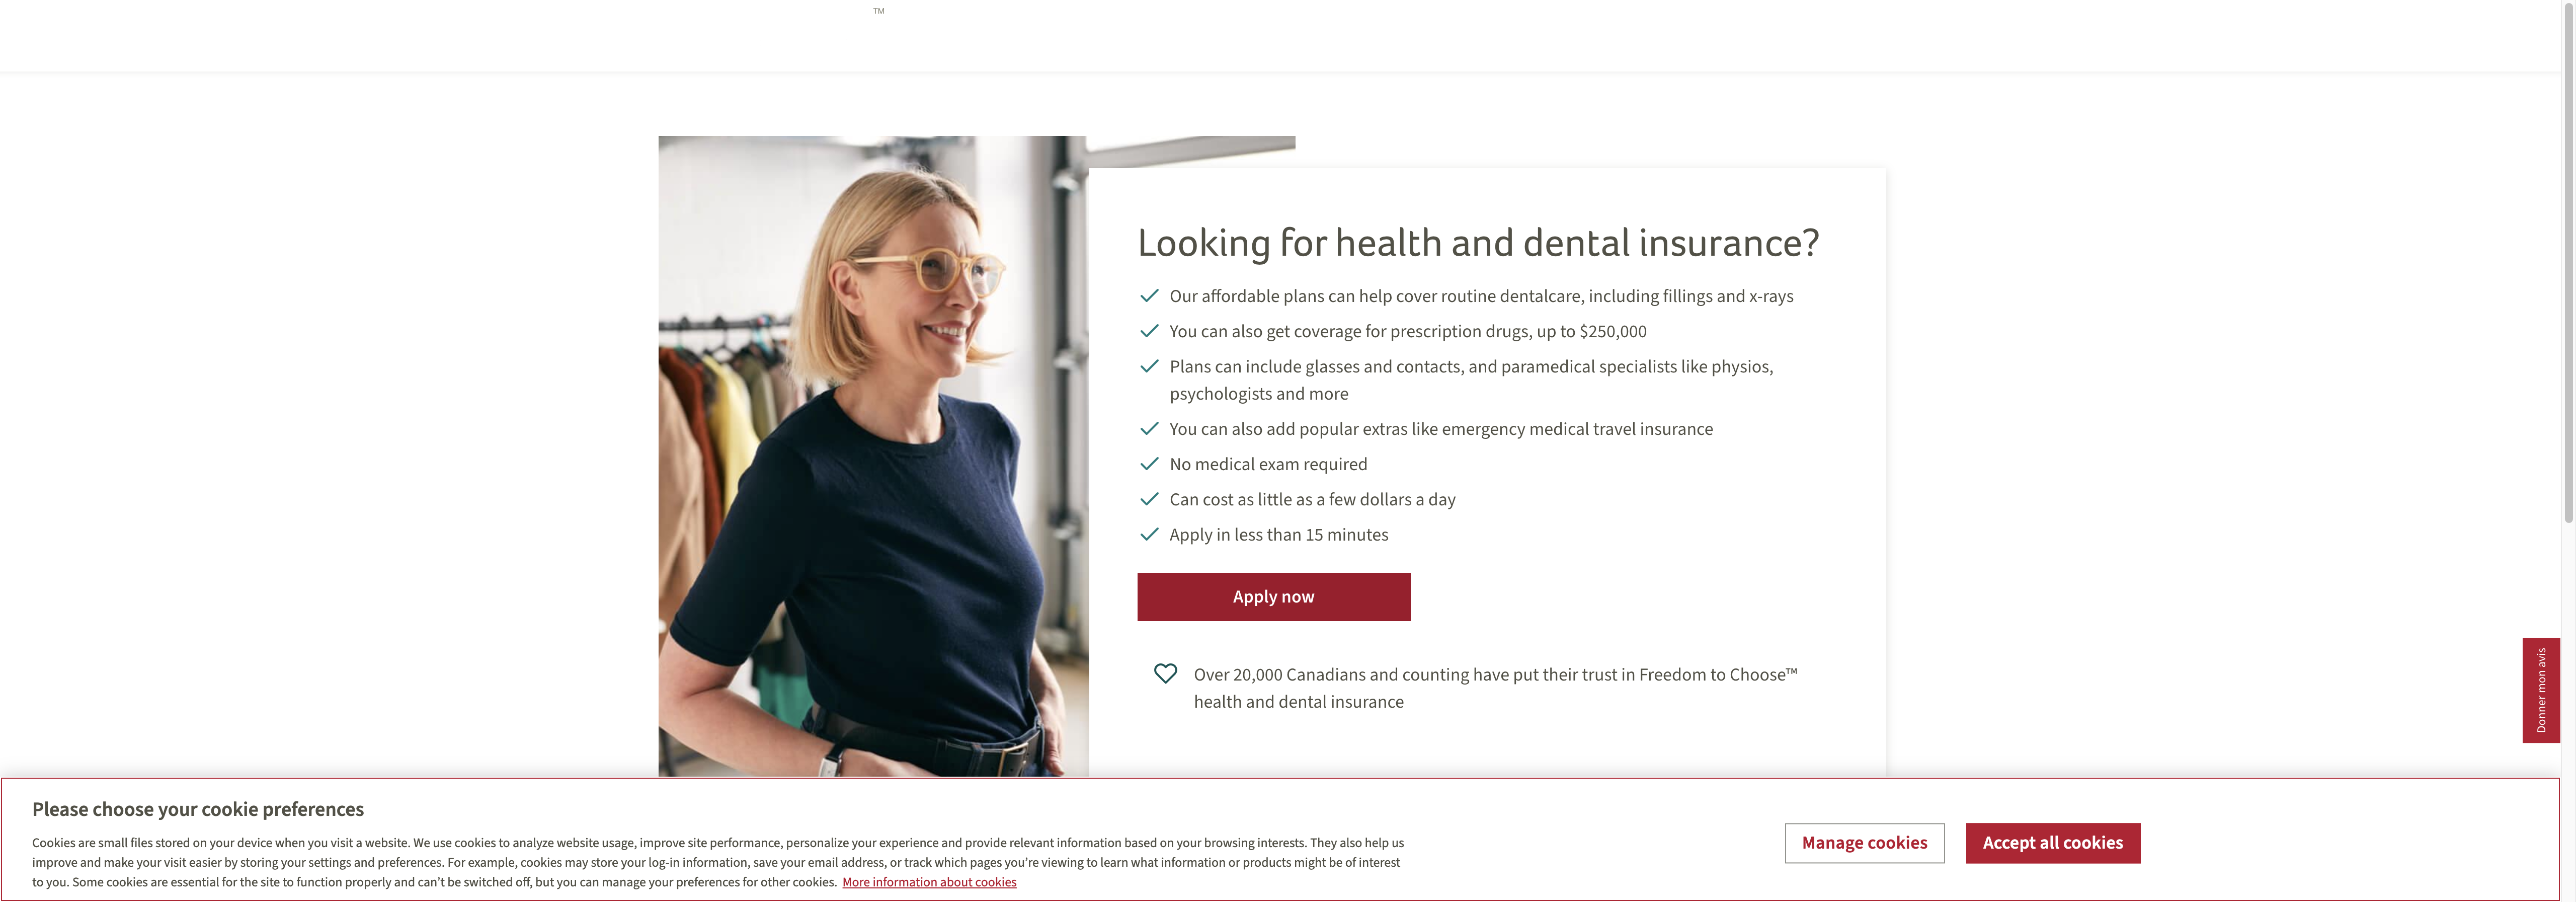 TM
Looking for health and dental insurance?
Our affordable plans can help cover routine dentalcare, including fillings and x-rays
You can also get coverage for prescription drugs, up to $250,000
Plans can include glasses and contacts, and paramedical specialists like physios,
psychologists and more
You can also add popular extras like emergency medical travel insurance
No medical exam required
Can cost as little as a few dollars a day
Apply in less than 15 minutes
Apply now
Over 20,000 Canadians and counting have put their trust in Freedom to Choose™
health and dental insurance
Donner mon avis
Please choose your cookie preferences
Cookies are small files stored on your device when you visit a website. We use cookies to analyze website usage, improve site performance, personalize your experience and provide relevant information based on your browsing interests. They also help us
improve and make your visit easier by storing your settings and preferences. For example, cookies may store your log-in information, save your email address, or track which pages you’re viewing to learn what information or products might be of interest
to you. Some cookies are essential for the site to function properly and can’t be switched off, but you can manage your preferences for other cookies. More information about cookies
Manage cookies
Accept all cookies